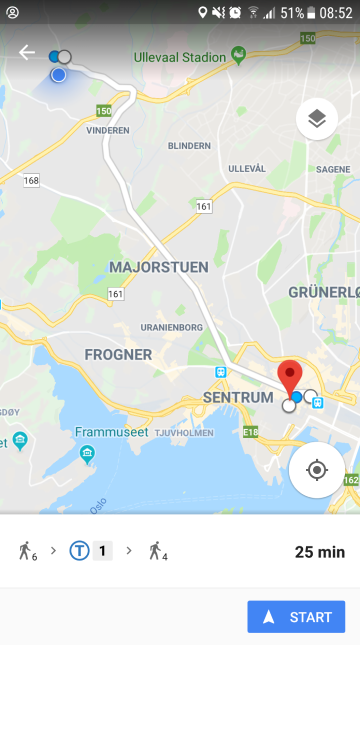 51% 08:52
150
Ullevaal Stadion
150
VINDEREN
BLINDERN
168
ULLEVÅL
SAGENE
161
MAJORSTUEN
161
GRÜNERLØ
URANIENBORG
FROGNER
SENTRUM
SDØY
Frammuseet
TJUVHOLMEN
E18
et
162
Oslo
6 > T 1 > 4 25 min
START